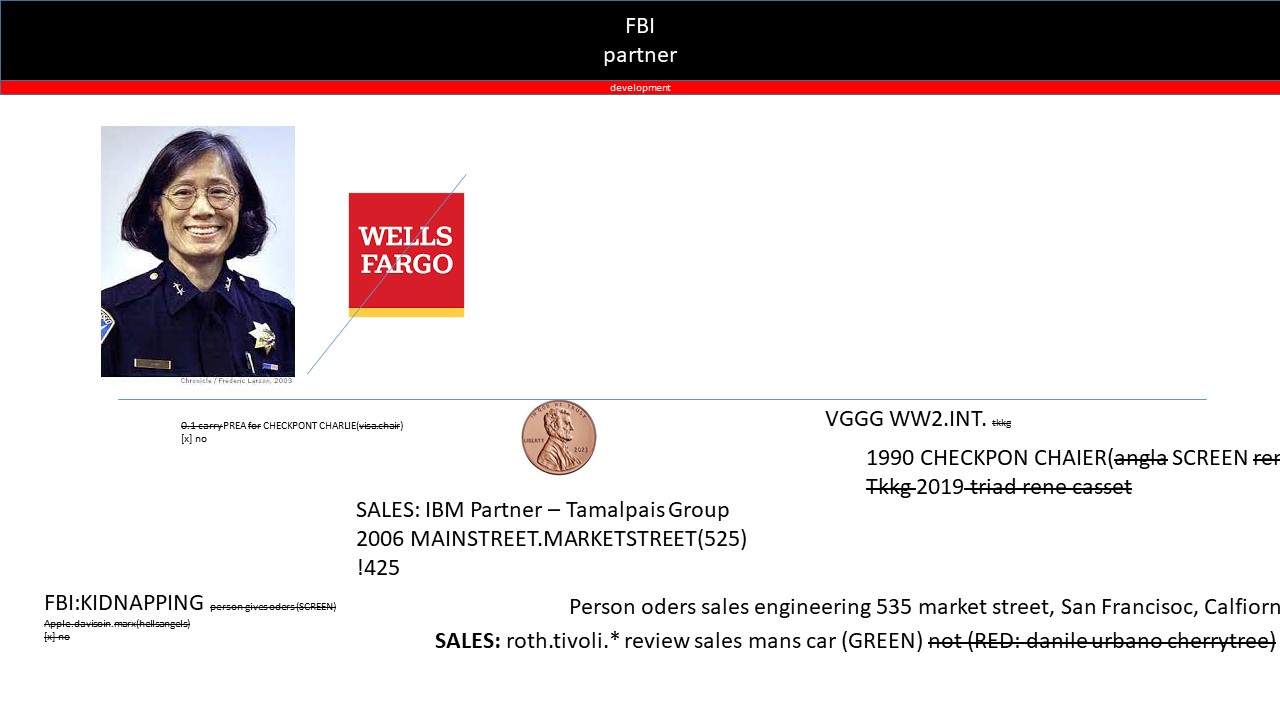 FBI
partner
development
WELLS
FARGO
Chronicle / Frederic Larson, 2003
0.1 carry PREA for CHECKPONT CHARLIE(visa.chair)
[x] no
IN GOD WE TRUST
LIBERTY
2023
VGGG WW2.INT. tkkg
1990 CHECKPON CHAIER(angla SCREEN rer
Tkkg 2019 triad rene casset
SALES: IBM Partner – Tamalpais Group
2006 MAINSTREET.MARKETSTREET(525)
!425
FBI:KIDNAPPING person gives oders (SCREEN)
Apple.davisoin.marx(hellsangels)
[x] no
Person oders sales engineering 535 market street, San Francisoc, Calfiorn
SALES: roth.tivoli.* review sales mans car (GREEN) not (RED: danile urbano cherrytree)